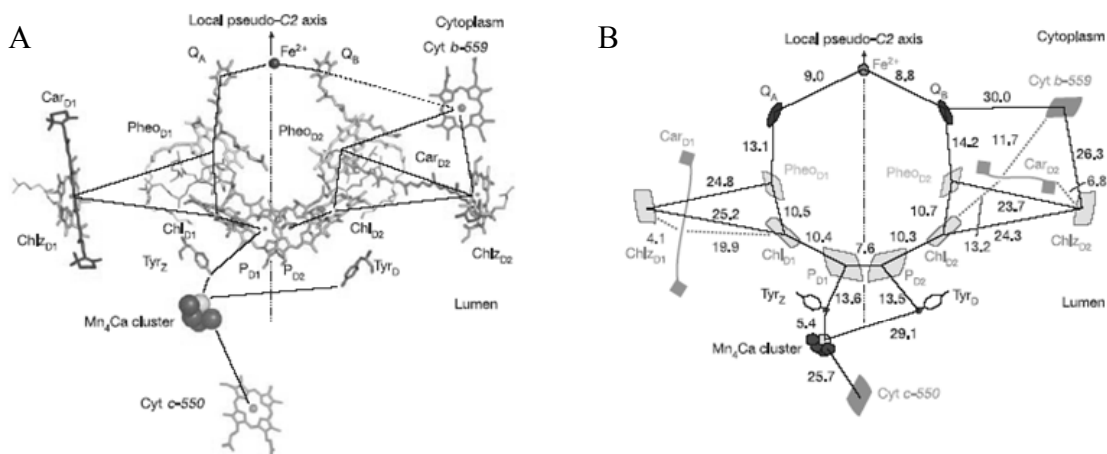 A
Local pseudo-C2 axis
Cytoplasm
QA
Fe2+
QB
Cyt b-559
CarD1
PheoD1
PheoD2
CarD2
ChlzD1
ChlD1
ChlD2
ChlzD2
TyrZ
PD1
PD2
TyrD
Mn4Ca cluster
Lumen
Cyt c-550
B
Local pseudo-C2 axis
Cytoplasm
Fe2+
9.0
8.8
QA
QB
Cyt b-559
30.0
CarD1
13.1
14.2
11.7
CarD2
26.3
PheoD1
PheoD2
6.8
24.8
23.7
25.2
10.5
10.7
24.3
4.1
19.9
10.4
7.6
10.3
13.2
ChlzD1
ChlD1
ChlD2
ChlzD2
PD1
PD2
TyrZ
13.6
13.5
TyrD
Lumen
5.4
29.1
Mn4Ca cluster
25.7
Cyt c-550